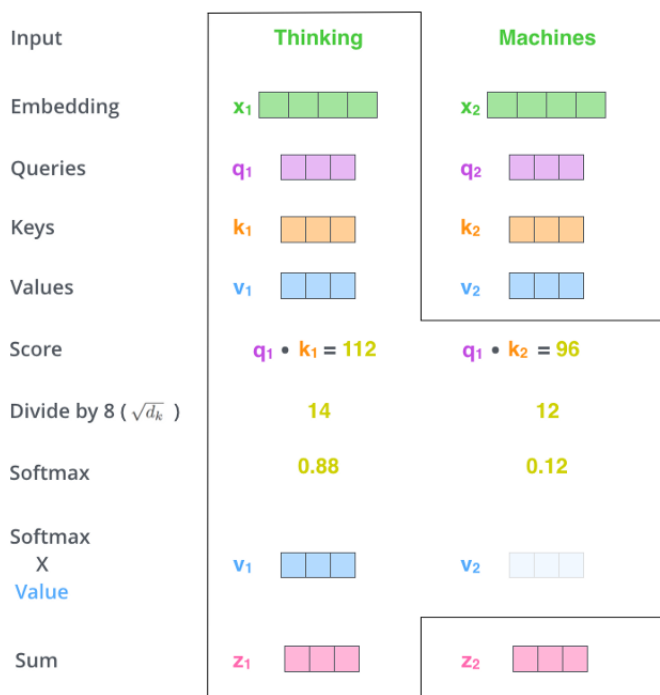 Input Thinking Machines
Embedding x₁ x₂
Queries q₁ q₂
Keys k₁ k₂
Values v₁ v₂
Score q₁ • k₁ = 112 q₁ • k₂ = 96
Divide by 8 ( √dₖ ) 14 12
Softmax 0.88 0.12
Softmax
X v₁ v₂
Value
Sum z₁ z₂